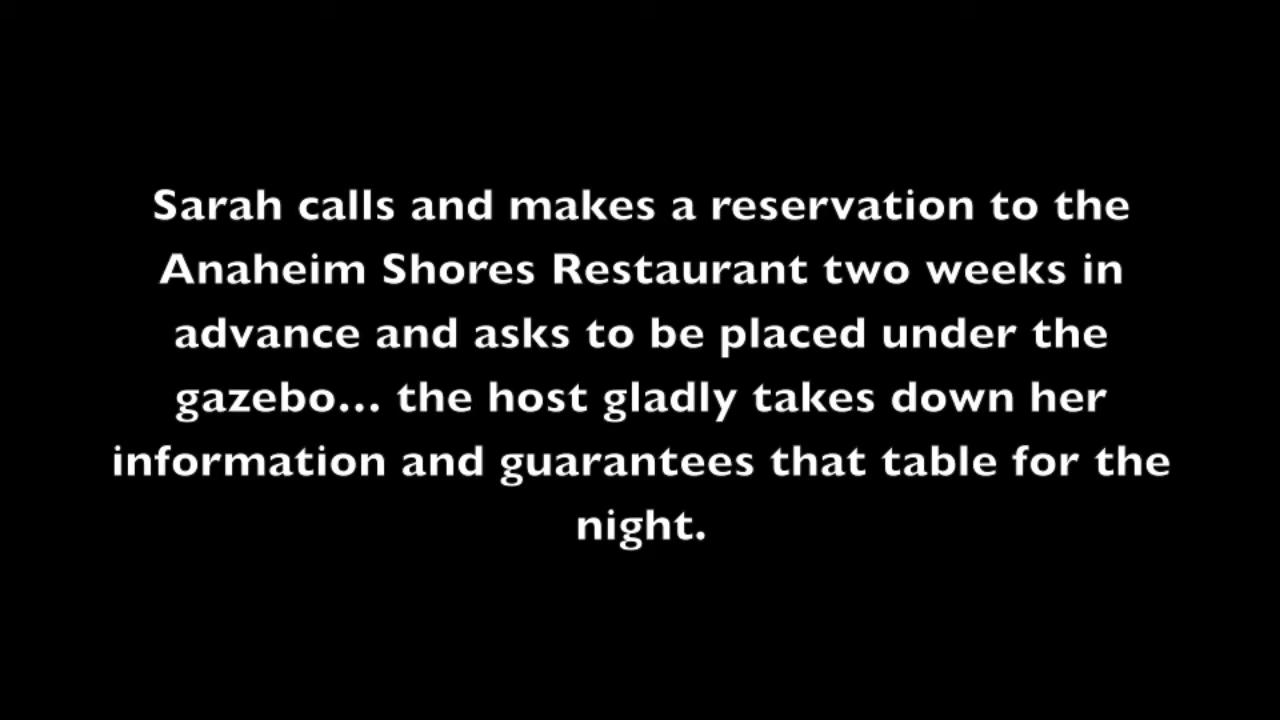 Sarah calls and makes a reservation to the
Anaheim Shores Restaurant two weeks in
advance and asks to be placed under the
gazebo... the host gladly takes down her
information and guarantees that table for the
night.